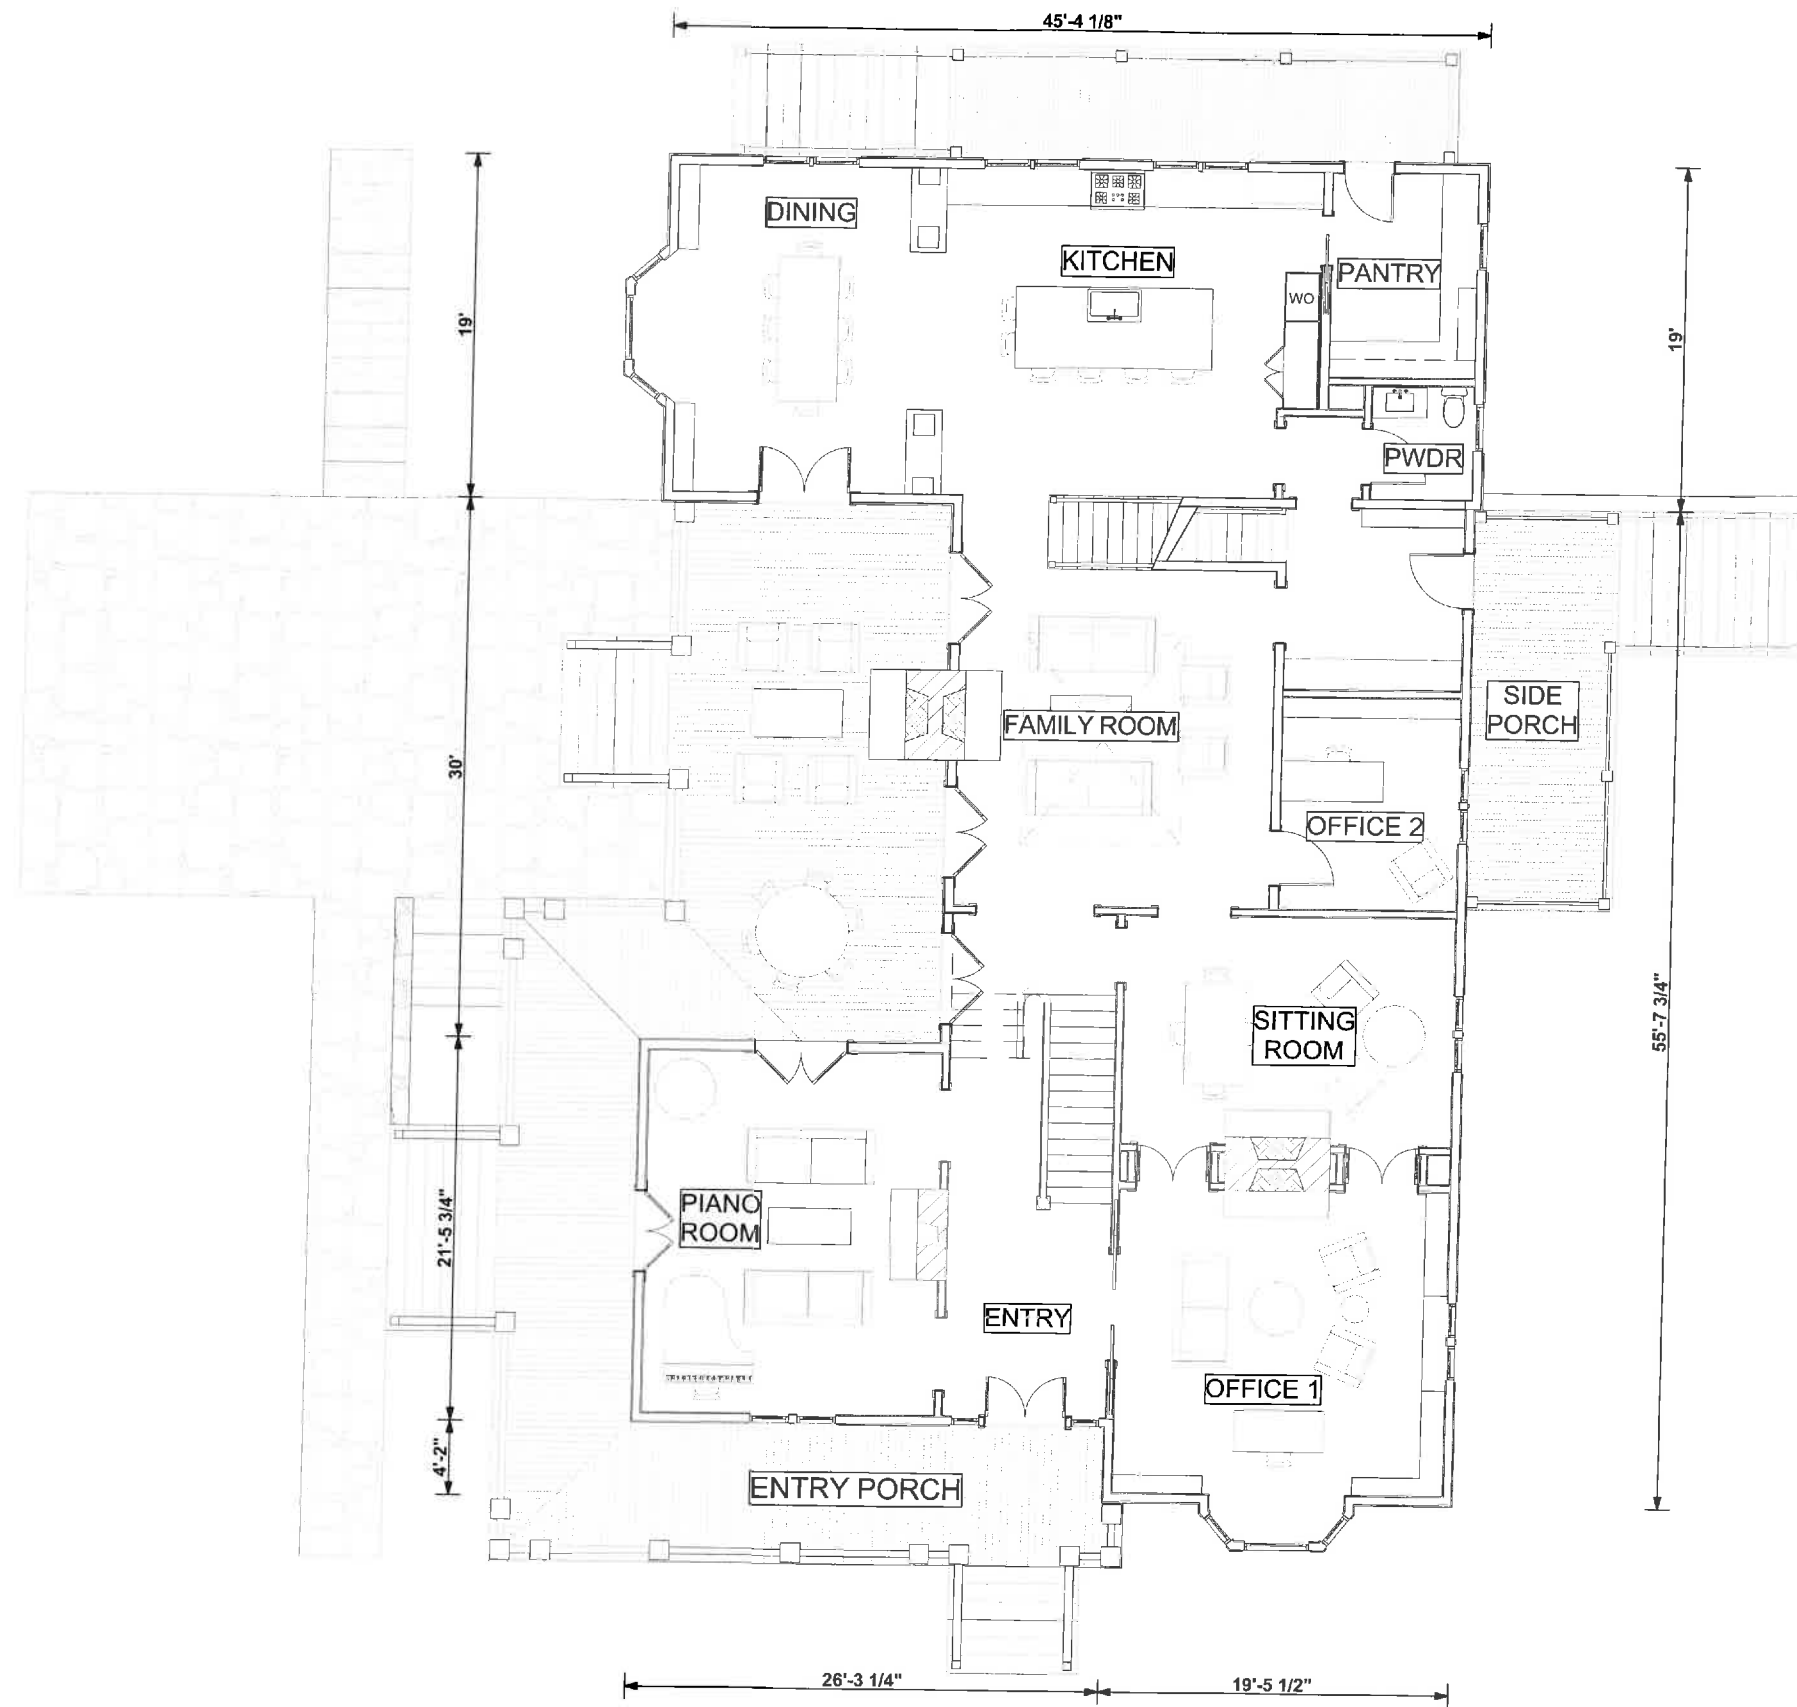 45'-4 1/8"
DINING
KITCHEN
PANTRY
WO
19'
19'
PWDR
SIDE
PORCH
FAMILY ROOM
30'
OFFICE 2
SITTING
ROOM
55'-7 3/4"
PIANO
ROOM
21'-5 3/4"
ENTRY
OFFICE 1
4'-2"
ENTRY PORCH
26'-3 1/4"
19'-5 1/2"